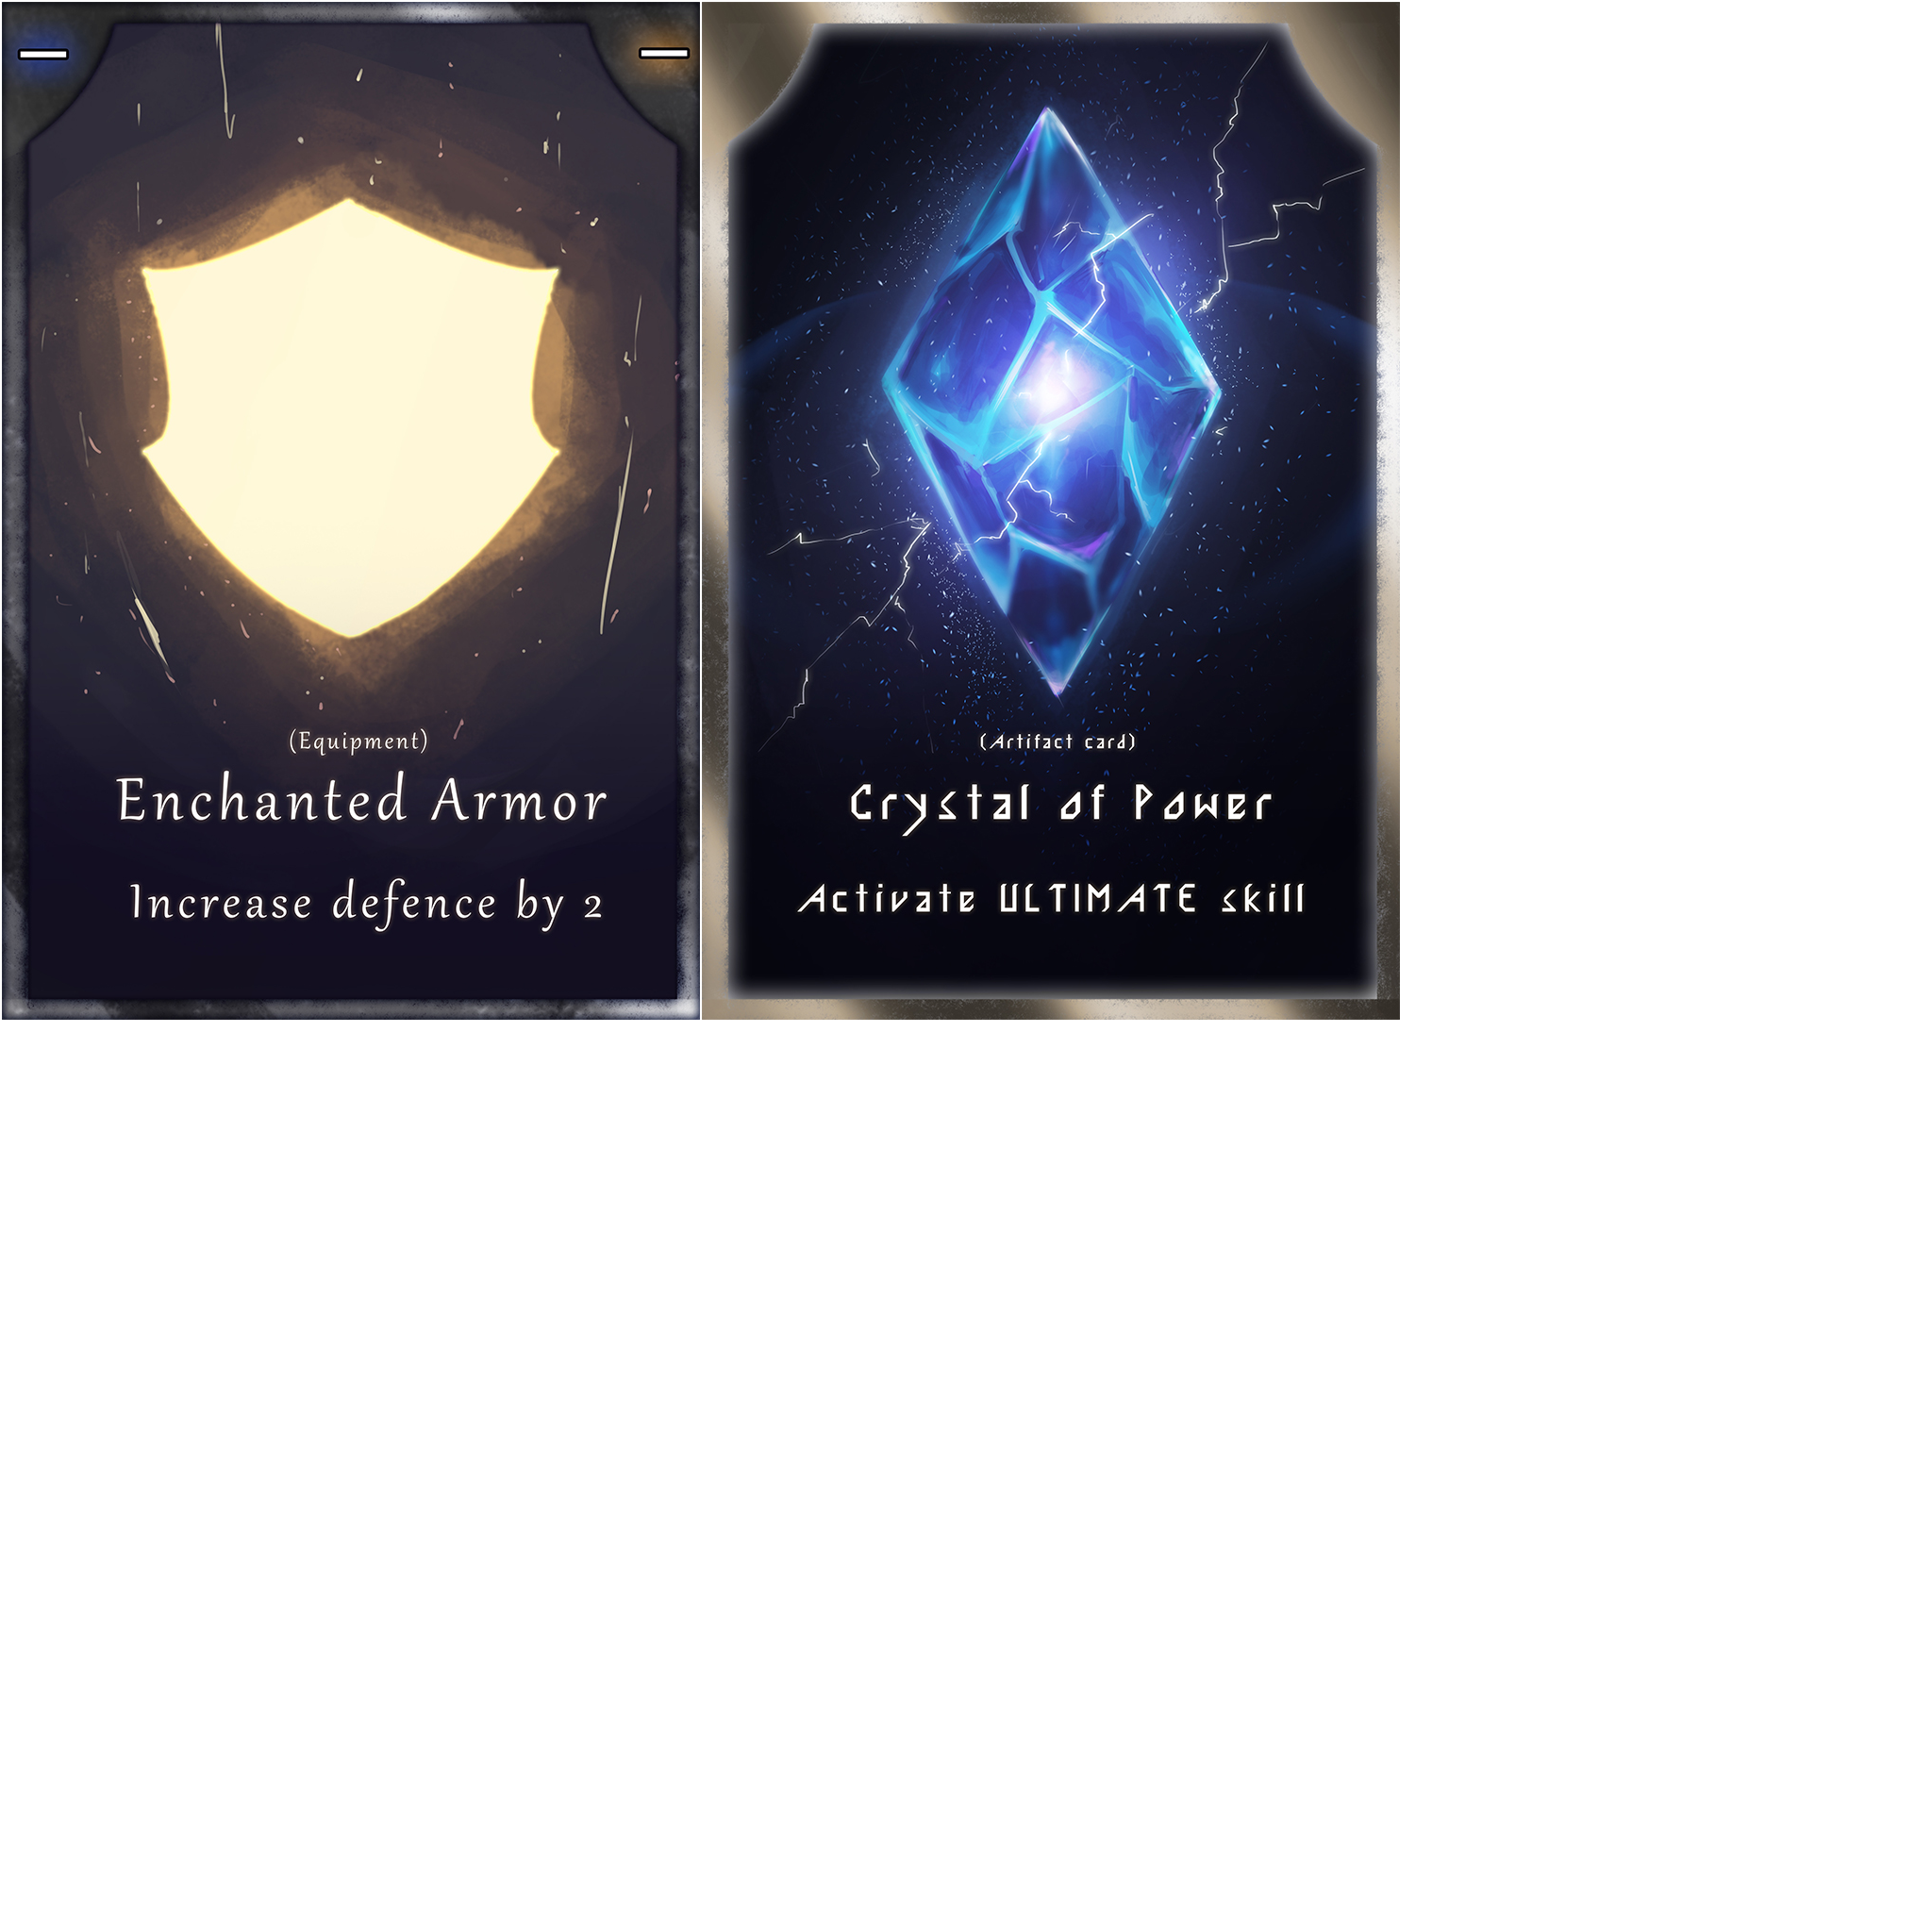 (Equipment)
Enchanted Armor
Increase defence by 2
(Artifact card)
Crystal of Power
Activate ULTIMATE skill